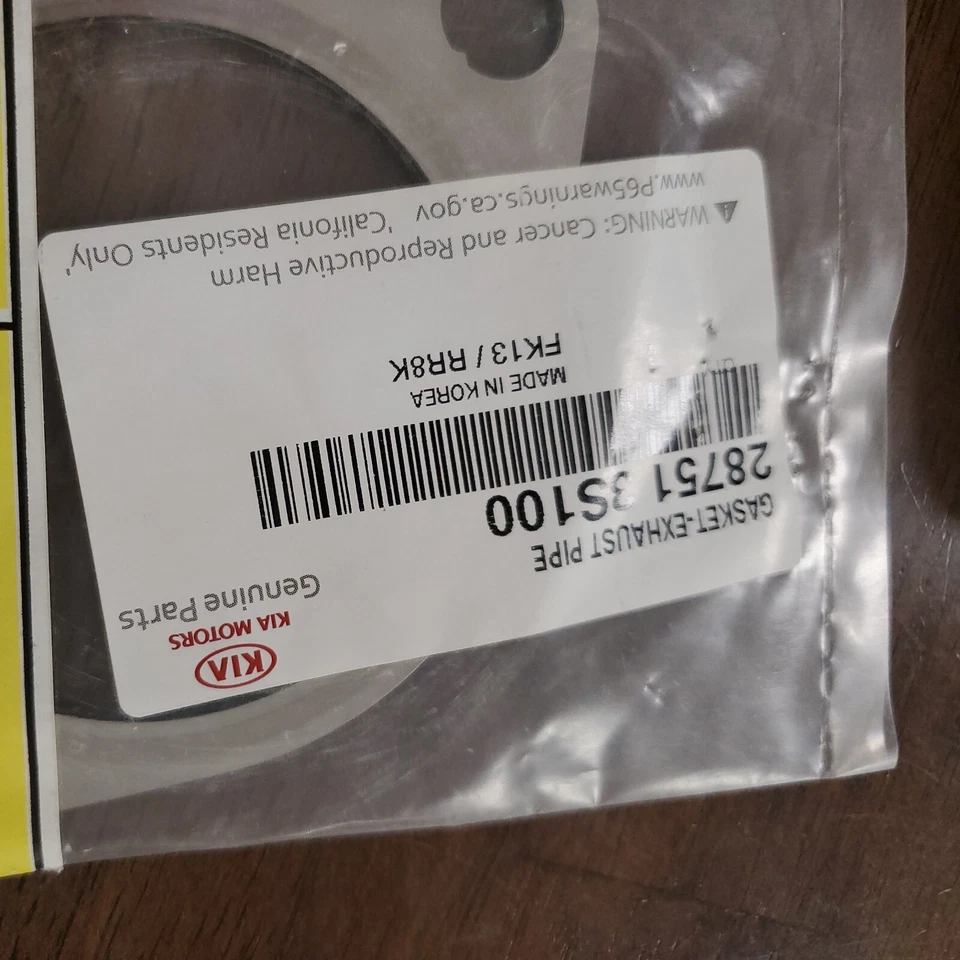 KIA
KIA MOTORS
Genuine Parts
GASKET-EXHAUST PIPE
28751 3S100
MADE IN KOREA
FK13 / RR8K
WARNING: Cancer and Reproductive Harm
www.P65warnings.ca.gov 'Califonia Residents Only'